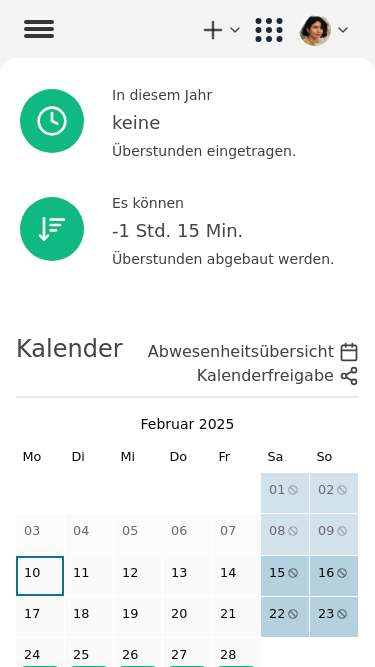 In diesem Jahr
keine
Überstunden eingetragen.
Es können
-1 Std. 15 Min.
Überstunden abgebaut werden.
Kalender
Abwesenheitsübersicht
Kalenderfreigabe
Februar 2025
Mo Di Mi Do Fr Sa So
01 02
03 04 05 06 07 08 09
10 11 12 13 14 15 16
17 18 19 20 21 22 23
24 25 26 27 28